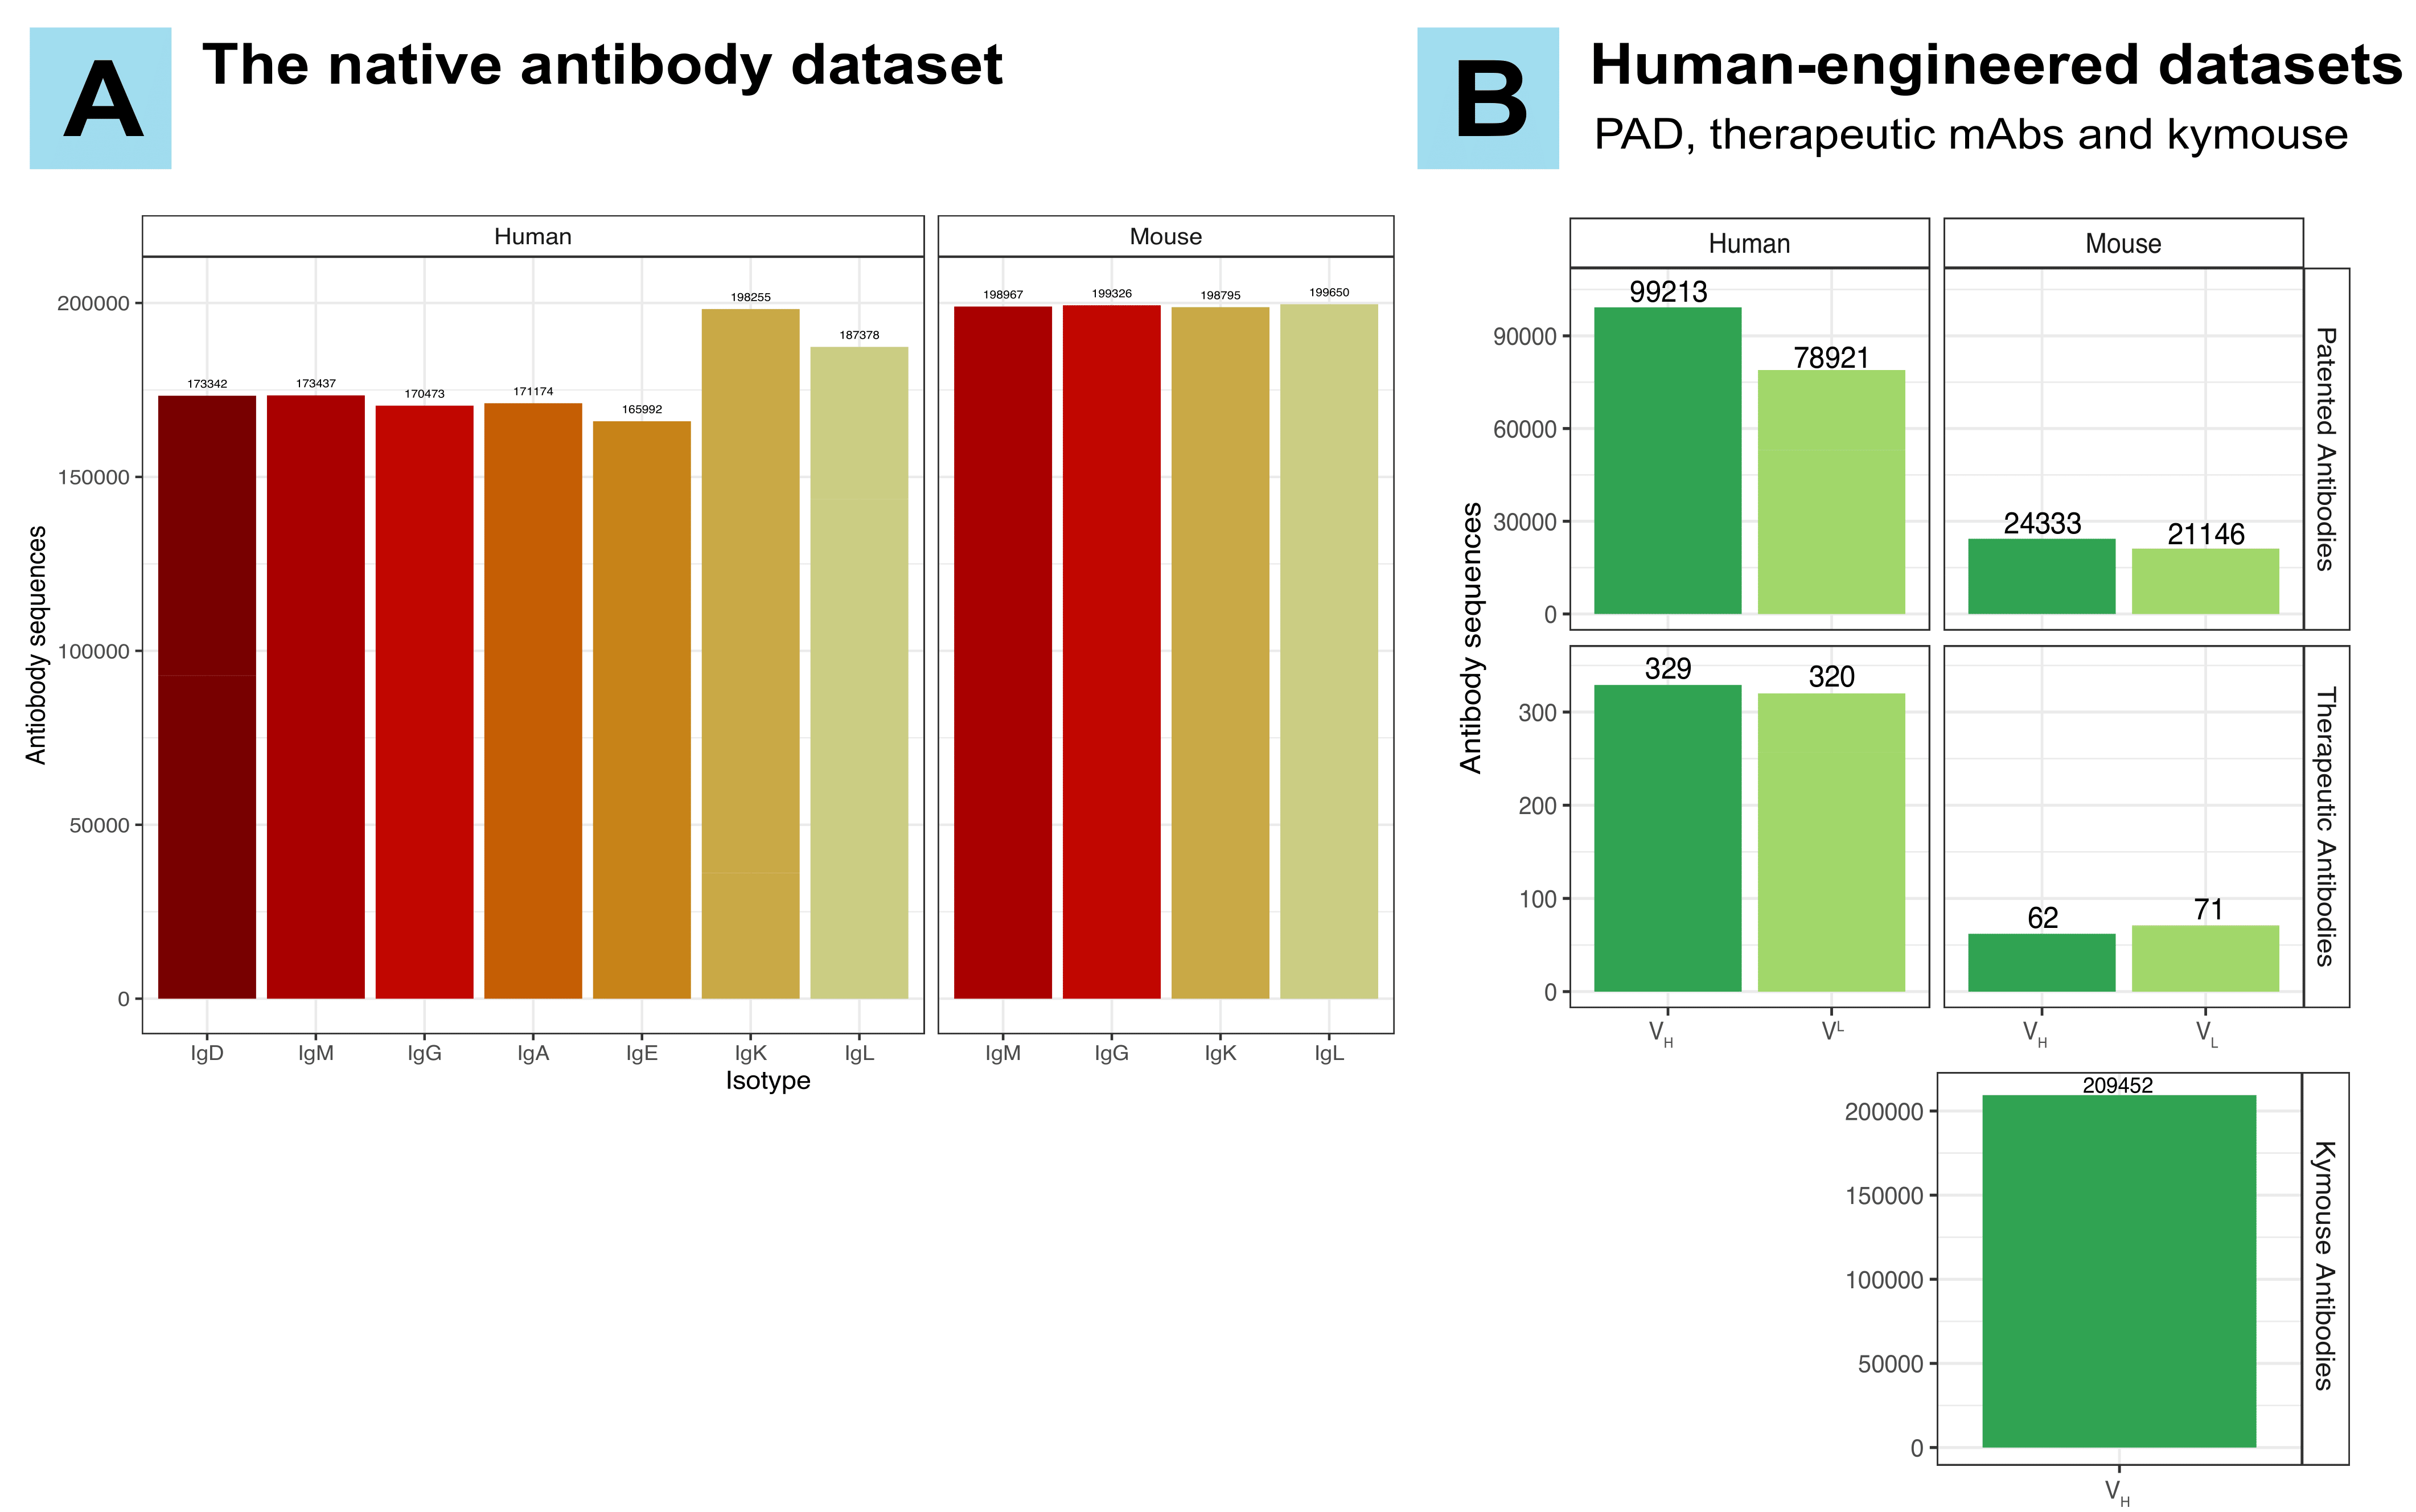 A
The native antibody dataset
Human
Mouse
Antiobody sequences
200000
150000
100000
50000
0
173342
173437
170473
171174
165992
198255
187378
198967
199326
198795
199650
IgD
IgM
IgG
IgA
IgE
IgK
IgL
IgM
IgG
IgK
IgL
Isotype
B
Human-engineered datasets
PAD, therapeutic mAbs and kymouse
Human
Mouse
Antibody sequences
90000
60000
30000
0
99213
78921
24333
21146
Patented Antibodies
300
200
100
0
329
320
62
71
Therapeutic Antibodies
VH
VL
VH
VL
200000
150000
100000
50000
0
209452
Kymouse Antibodies
VH